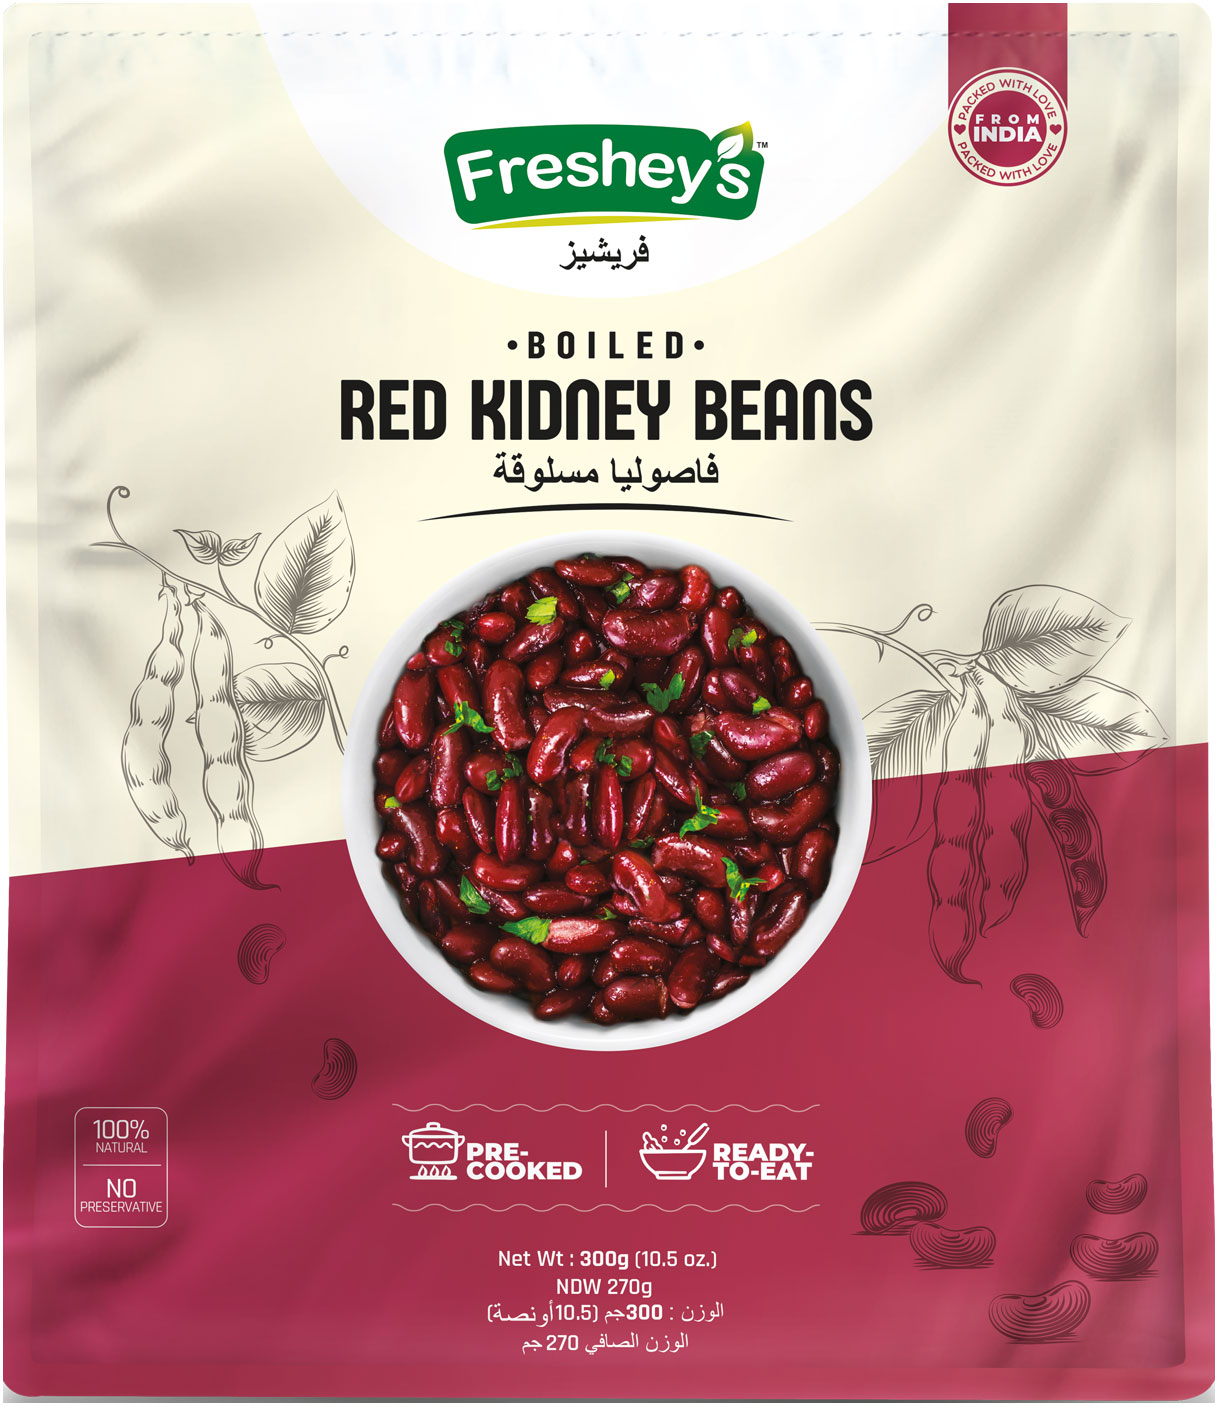 PACKED WITH LOVE
FROM
INDIA
PACKED WITH LOVE
Freshey's™
فريشيز
•BOILED•
RED KIDNEY BEANS
فاصوليا مسلوقة
100%
NATURAL
NO
PRESERVATIVE
PRE-
COOKED
READY-
TO-EAT
Net Wt : 300g (10.5 oz.)
NDW 270g
الوزن : 300جم (10.5أونصة)
الوزن الصافي 270 جم